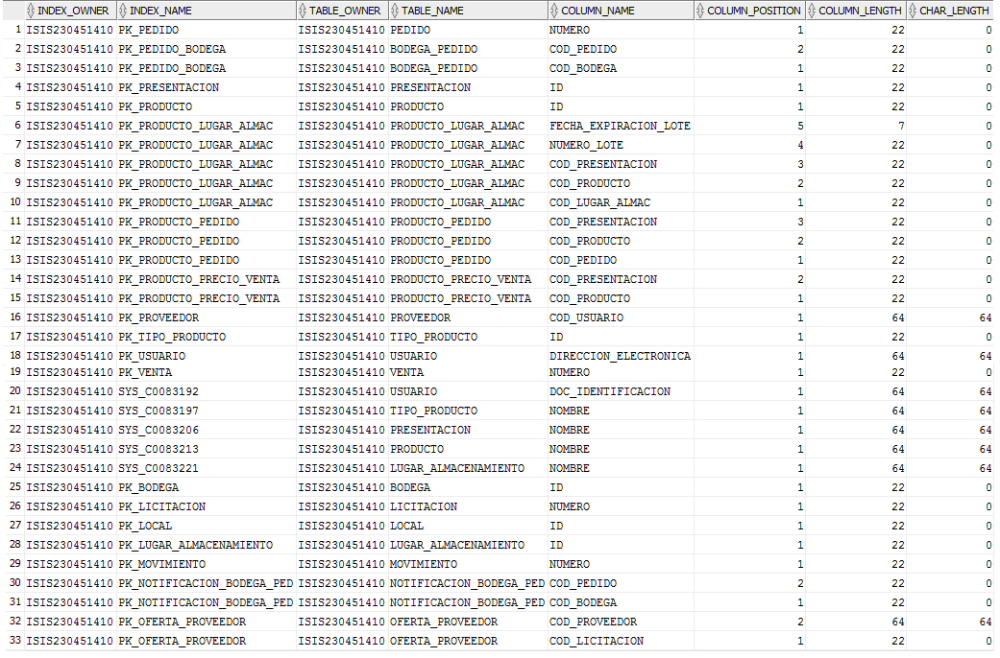 INDEX_OWNER INDEX_NAME TABLE_OWNER TABLE_NAME COLUMN_NAME COLUMN_POSITION COLUMN_LENGTH CHAR_LENGTH
1 ISIS230451410 PK_PEDIDO ISIS230451410 PEDIDO NUMERO 1 22 0
2 ISIS230451410 PK_PEDIDO_BODEGA ISIS230451410 BODEGA_PEDIDO COD_PEDIDO 2 22 0
3 ISIS230451410 PK_PEDIDO_BODEGA ISIS230451410 BODEGA_PEDIDO COD_BODEGA 1 22 0
4 ISIS230451410 PK_PRESENTACION ISIS230451410 PRESENTACION ID 1 22 0
5 ISIS230451410 PK_PRODUCTO ISIS230451410 PRODUCTO ID 1 22 0
6 ISIS230451410 PK_PRODUCTO_LUGAR_ALMAC ISIS230451410 PRODUCTO_LUGAR_ALMAC FECHA_EXPIRACION_LOTE 5 7 0
7 ISIS230451410 PK_PRODUCTO_LUGAR_ALMAC ISIS230451410 PRODUCTO_LUGAR_ALMAC NUMERO_LOTE 4 22 0
8 ISIS230451410 PK_PRODUCTO_LUGAR_ALMAC ISIS230451410 PRODUCTO_LUGAR_ALMAC COD_PRESENTACION 3 22 0
9 ISIS230451410 PK_PRODUCTO_LUGAR_ALMAC ISIS230451410 PRODUCTO_LUGAR_ALMAC COD_PRODUCTO 2 22 0
10 ISIS230451410 PK_PRODUCTO_LUGAR_ALMAC ISIS230451410 PRODUCTO_LUGAR_ALMAC COD_LUGAR_ALMAC 1 22 0
11 ISIS230451410 PK_PRODUCTO_PEDIDO ISIS230451410 PRODUCTO_PEDIDO COD_PRESENTACION 3 22 0
12 ISIS230451410 PK_PRODUCTO_PEDIDO ISIS230451410 PRODUCTO_PEDIDO COD_PRODUCTO 2 22 0
13 ISIS230451410 PK_PRODUCTO_PEDIDO ISIS230451410 PRODUCTO_PEDIDO COD_PEDIDO 1 22 0
14 ISIS230451410 PK_PRODUCTO_PRECIO_VENTA ISIS230451410 PRODUCTO_PRECIO_VENTA COD_PRESENTACION 2 22 0
15 ISIS230451410 PK_PRODUCTO_PRECIO_VENTA ISIS230451410 PRODUCTO_PRECIO_VENTA COD_PRODUCTO 1 22 0
16 ISIS230451410 PK_PROVEEDOR ISIS230451410 PROVEEDOR COD_USUARIO 1 64 64
17 ISIS230451410 PK_TIPO_PRODUCTO ISIS230451410 TIPO_PRODUCTO ID 1 22 0
18 ISIS230451410 PK_USUARIO ISIS230451410 USUARIO DIRECCION_ELECTRONICA 1 64 64
19 ISIS230451410 PK_VENTA ISIS230451410 VENTA NUMERO 1 22 0
20 ISIS230451410 SYS_C0083192 ISIS230451410 USUARIO DOC_IDENTIFICACION 1 64 64
21 ISIS230451410 SYS_C0083197 ISIS230451410 TIPO_PRODUCTO NOMBRE 1 64 64
22 ISIS230451410 SYS_C0083206 ISIS230451410 PRESENTACION NOMBRE 1 64 64
23 ISIS230451410 SYS_C0083213 ISIS230451410 PRODUCTO NOMBRE 1 64 64
24 ISIS230451410 SYS_C0083221 ISIS230451410 LUGAR_ALMACENAMIENTO NOMBRE 1 64 64
25 ISIS230451410 PK_BODEGA ISIS230451410 BODEGA ID 1 22 0
26 ISIS230451410 PK_LICITACION ISIS230451410 LICITACION NUMERO 1 22 0
27 ISIS230451410 PK_LOCAL ISIS230451410 LOCAL ID 1 22 0
28 ISIS230451410 PK_LUGAR_ALMACENAMIENTO ISIS230451410 LUGAR_ALMACENAMIENTO ID 1 22 0
29 ISIS230451410 PK_MOVIMIENTO ISIS230451410 MOVIMIENTO NUMERO 1 22 0
30 ISIS230451410 PK_NOTIFICACION_BODEGA_PED ISIS230451410 NOTIFICACION_BODEGA_PED COD_PEDIDO 2 22 0
31 ISIS230451410 PK_NOTIFICACION_BODEGA_PED ISIS230451410 NOTIFICACION_BODEGA_PED COD_BODEGA 1 22 0
32 ISIS230451410 PK_OFERTA_PROVEEDOR ISIS230451410 OFERTA_PROVEEDOR COD_PROVEEDOR 2 64 64
33 ISIS230451410 PK_OFERTA_PROVEEDOR ISIS230451410 OFERTA_PROVEEDOR COD_LICITACION 1 22 0